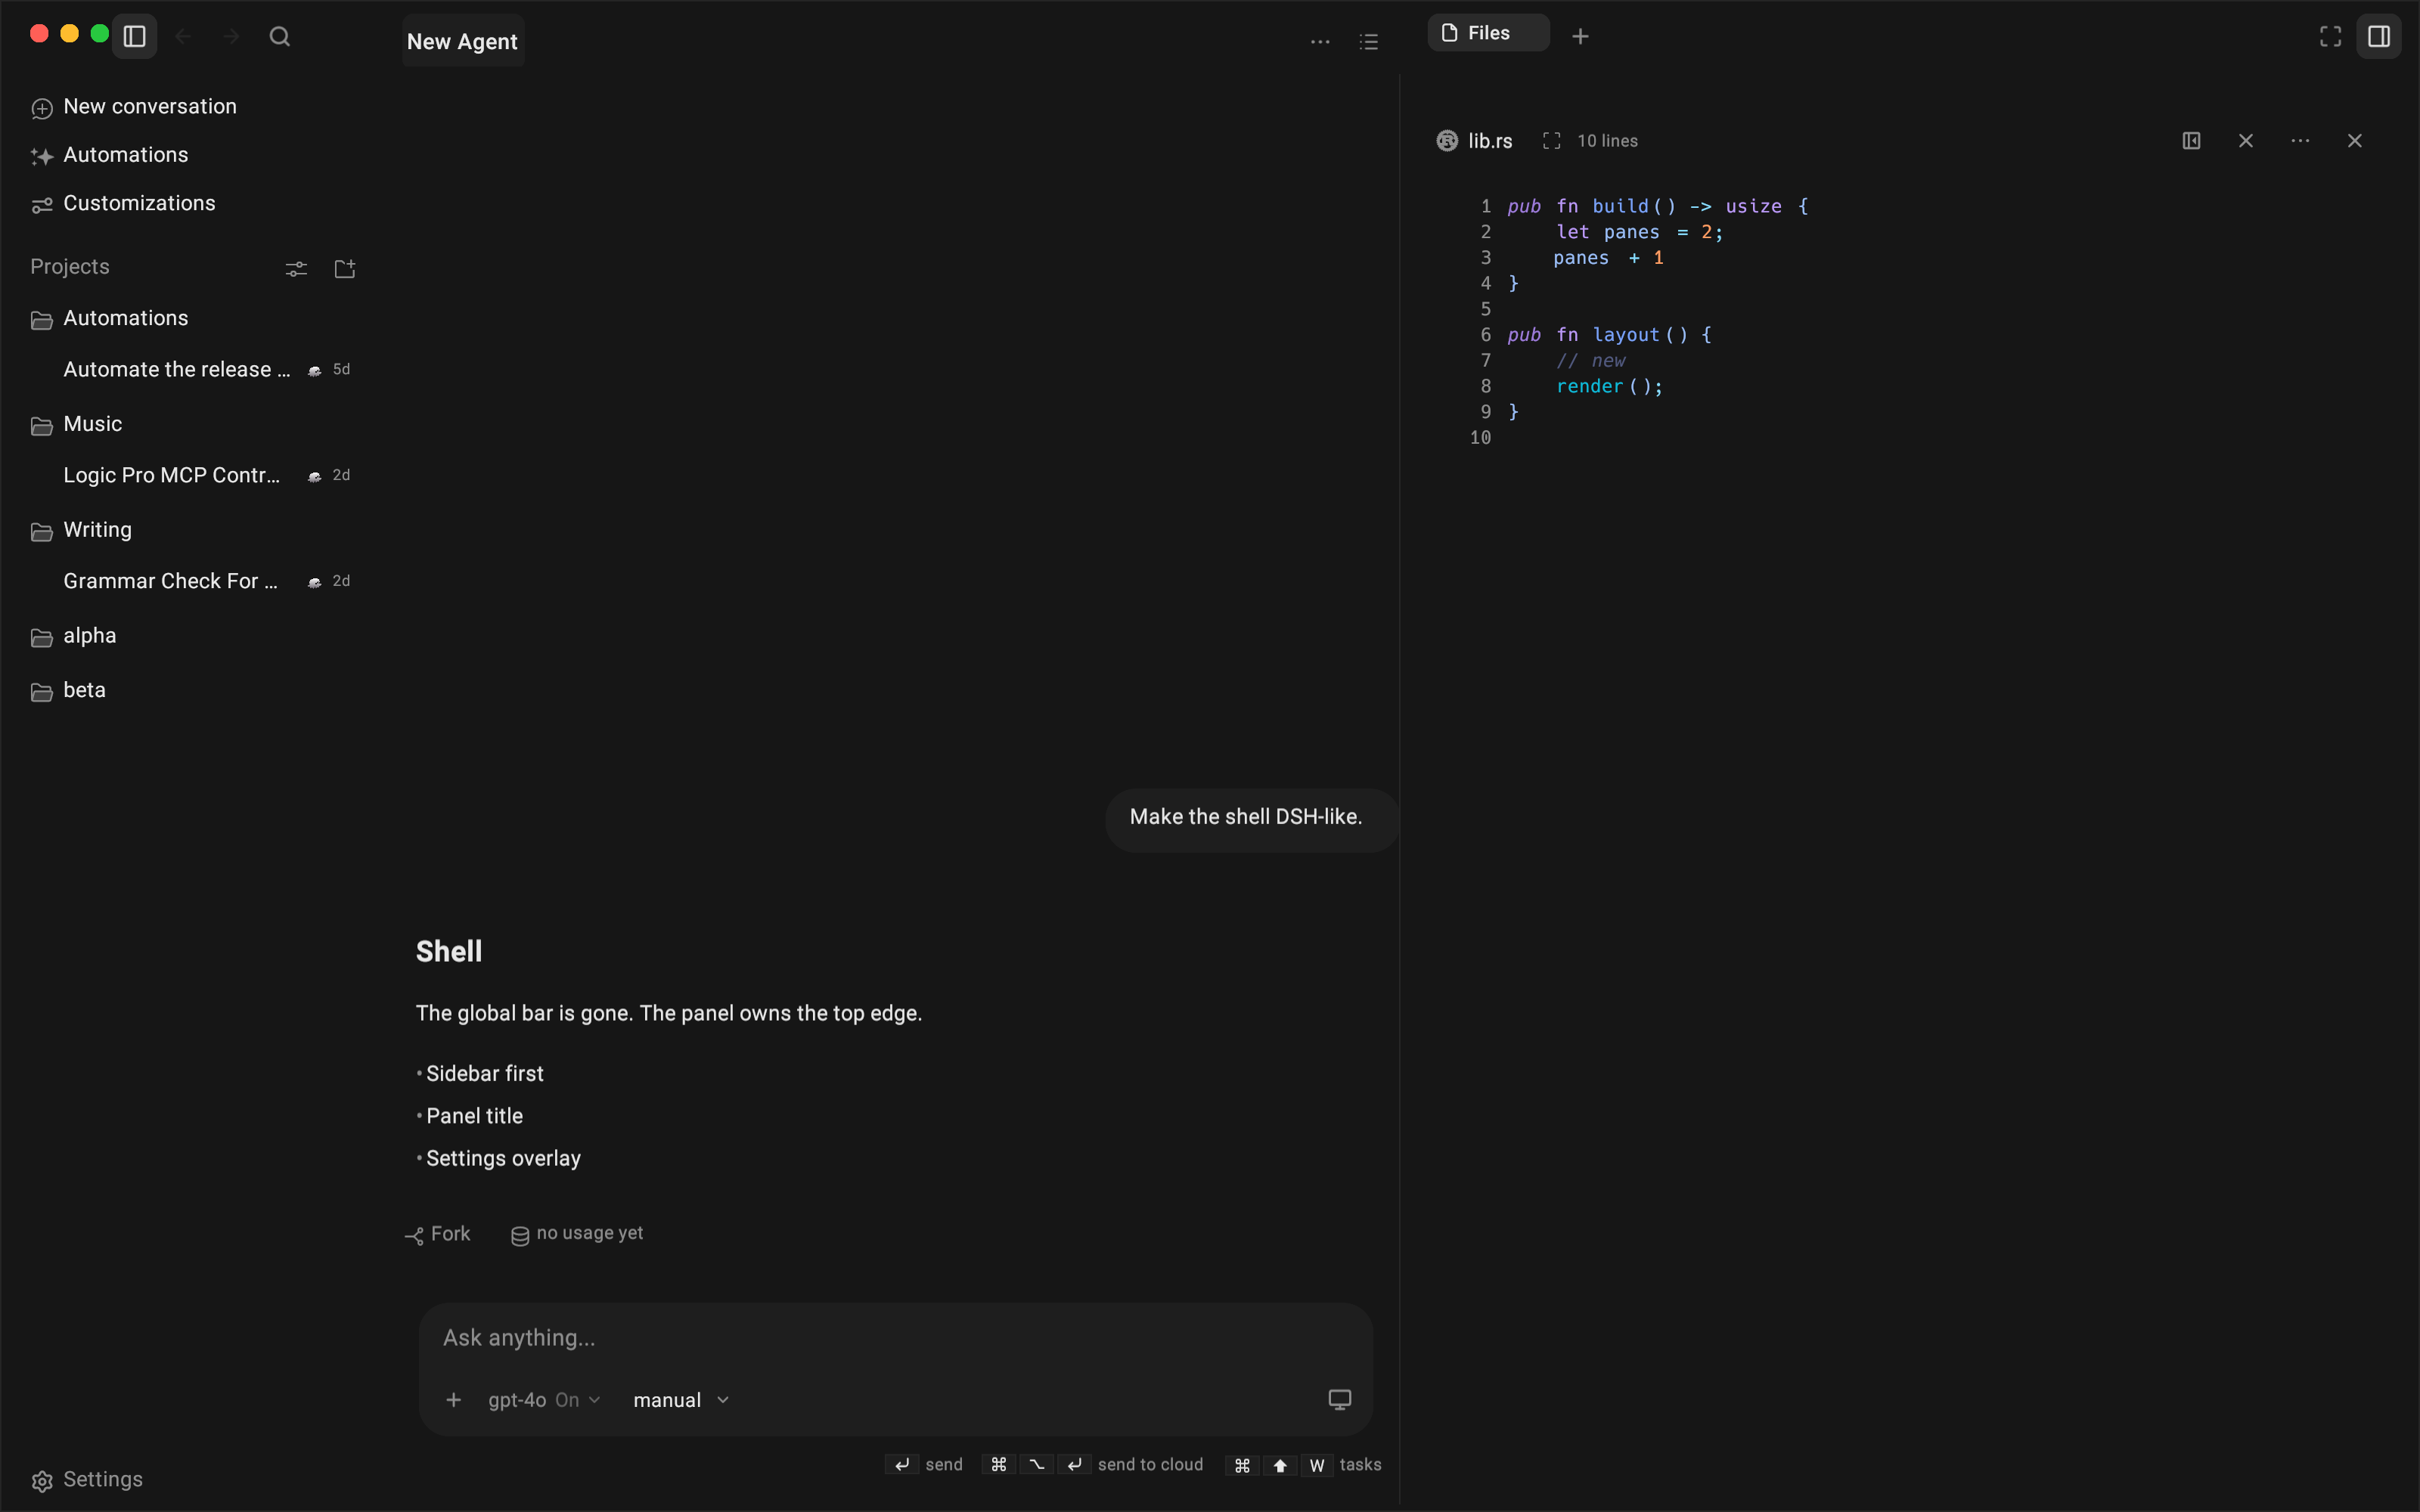 New Agent
Files
New conversation
Automations
Customizations
Projects
Automations
Automate the release ... 5d
Music
Logic Pro MCP Contr... 2d
Writing
Grammar Check For ... 2d
alpha
beta
Settings
Make the shell DSH-like.
Shell
The global bar is gone. The panel owns the top edge.
• Sidebar first
• Panel title
• Settings overlay
Fork no usage yet
Ask anything...
gpt-4o On manual
send ⌘ ⌥ send to cloud ⌘ W tasks
lib.rs 10 lines
1 pub fn build() -> usize {
2     let panes = 2;
3     panes + 1
4 }
5
6 pub fn layout() {
7     // new
8     render();
9 }
10